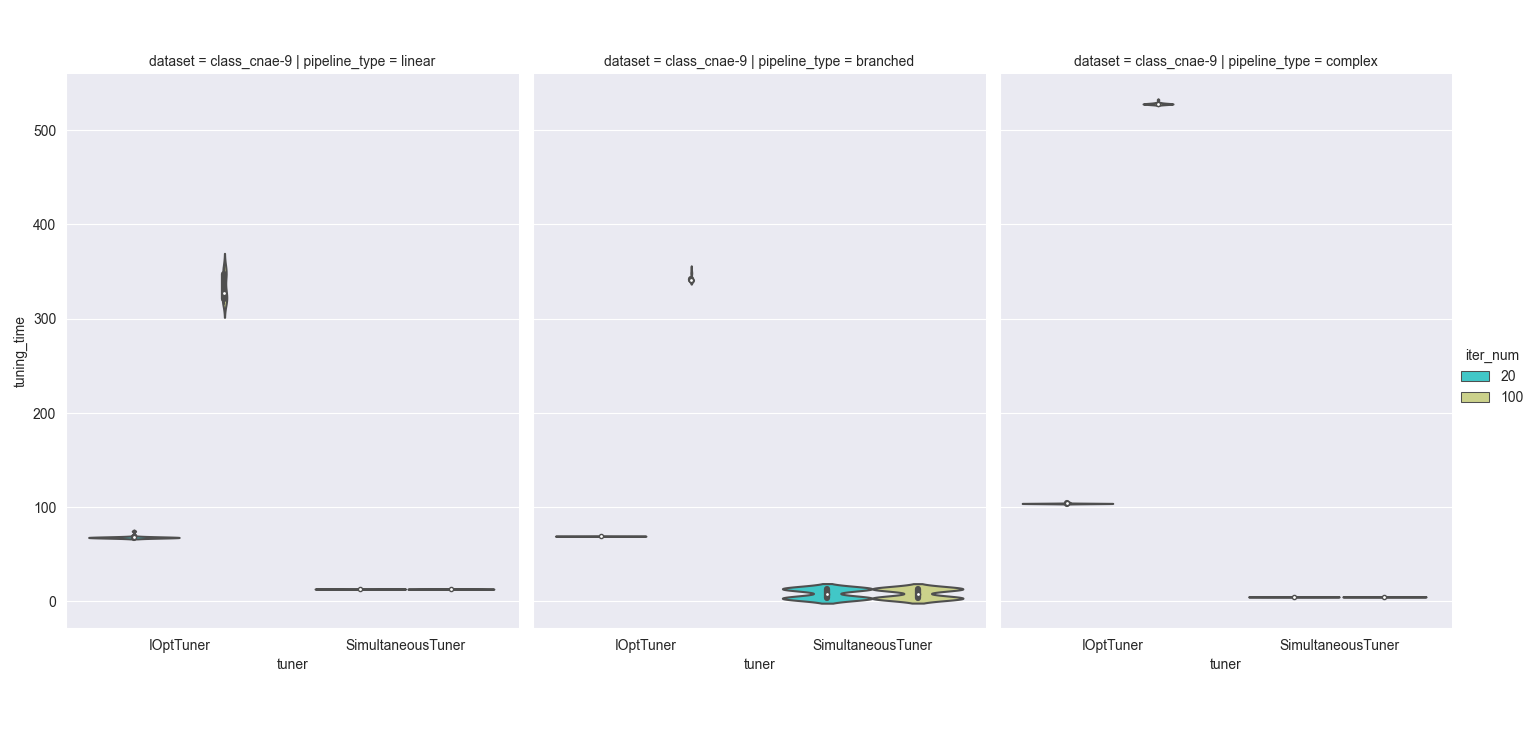 dataset = class_cnae-9 | pipeline_type = linear
dataset = class_cnae-9 | pipeline_type = branched
dataset = class_cnae-9 | pipeline_type = complex
500
400
300
200
100
0
tuning_time
IOptTuner
SimultaneousTuner
tuner
IOptTuner
SimultaneousTuner
tuner
IOptTuner
SimultaneousTuner
tuner
iter_num
20
100